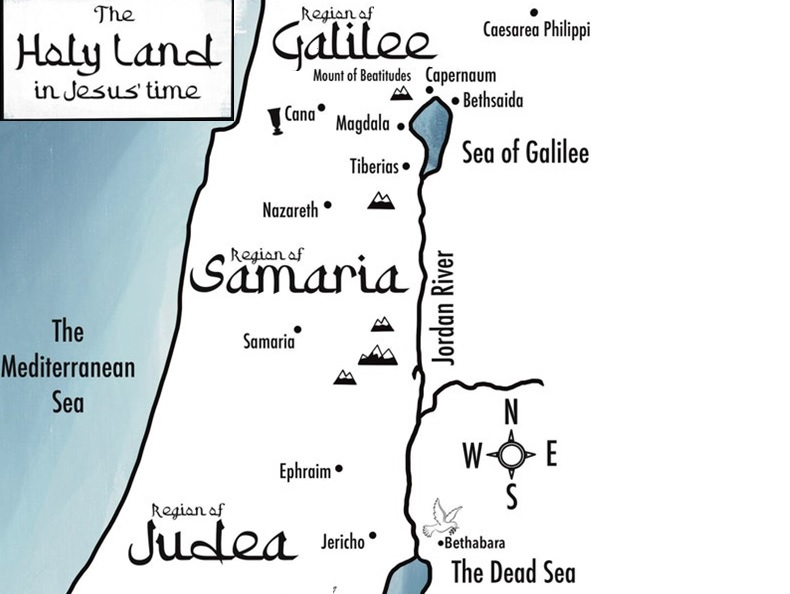 The
Holy Land
in Jesus' time
Region of
Galilee
Caesarea Philippi
Mount of Beatitudes
Capernaum
Bethsaida
Cana
Magdala
Sea of Galilee
Tiberias
Nazareth
Region of
Samaria
Jordan River
The
Mediterranean
Sea
Samaria
N
W
E
S
Ephraim
Region of
Judea
Jericho
Bethabara
The Dead Sea